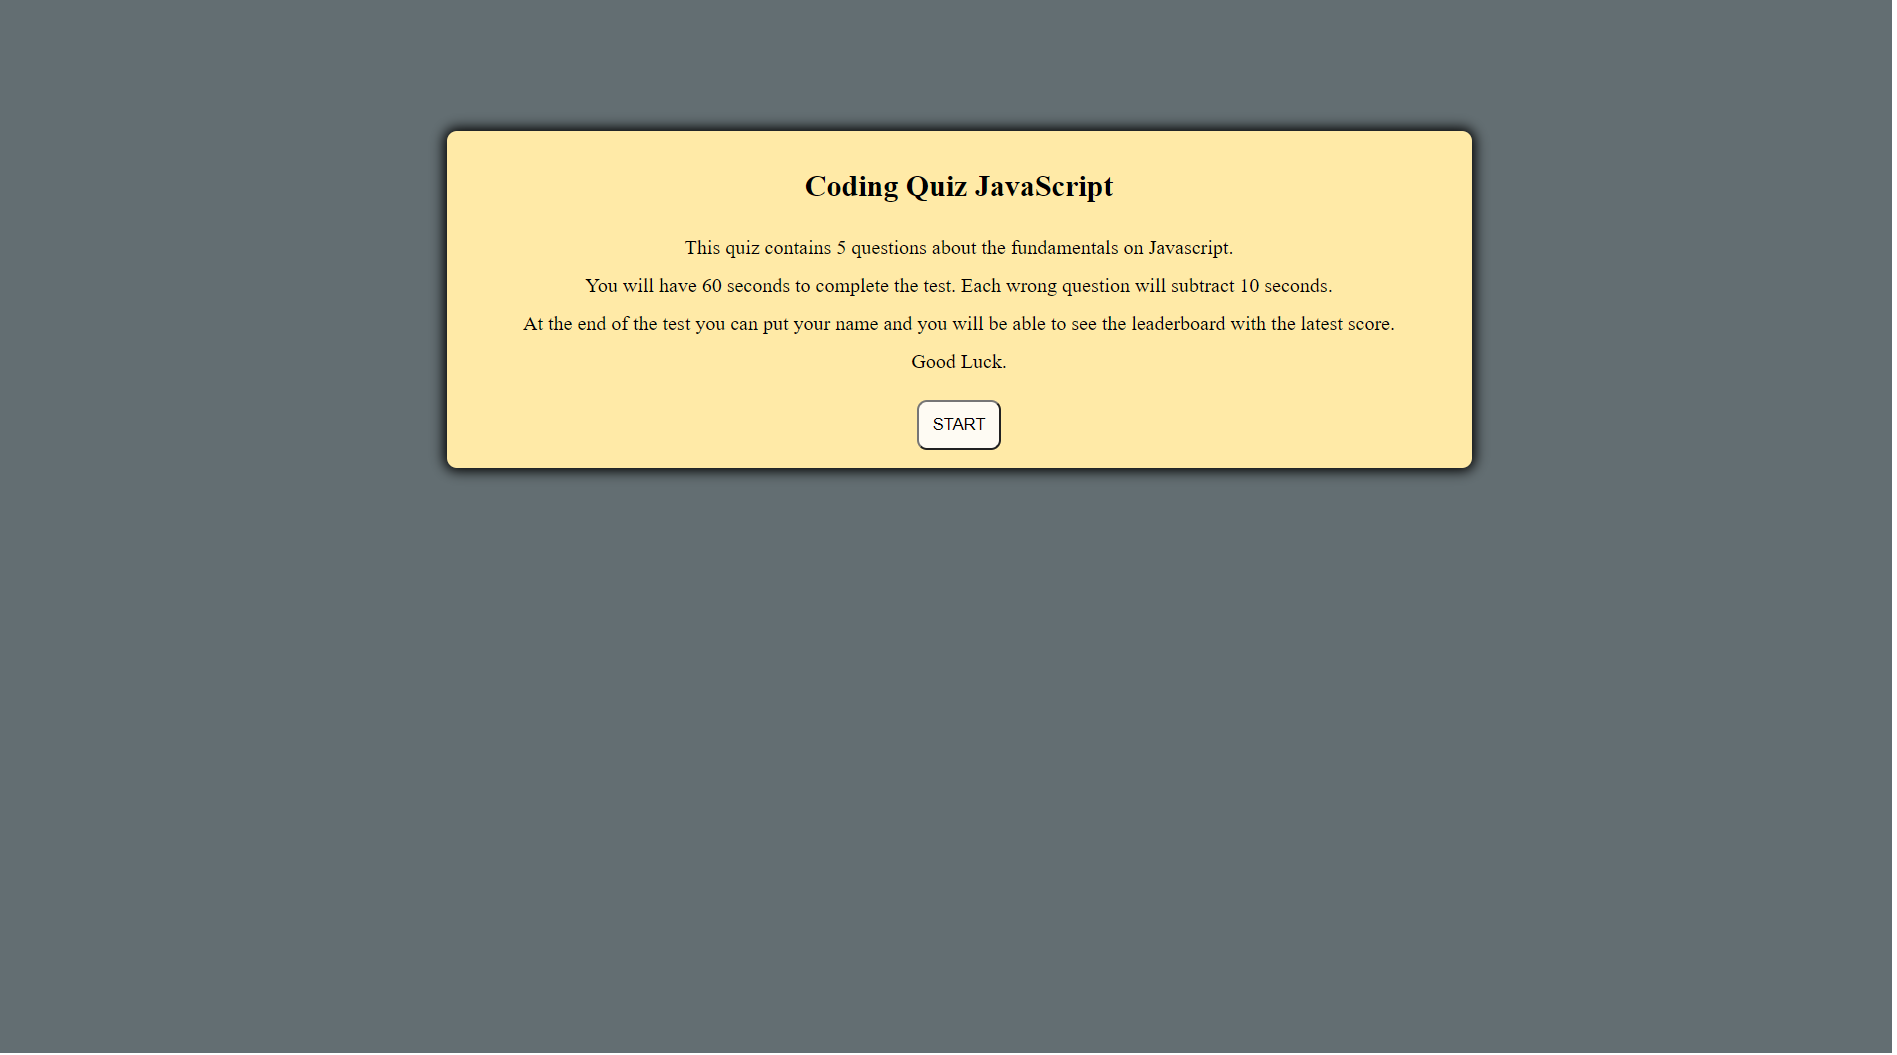 Coding Quiz JavaScript
This quiz contains 5 questions about the fundamentals on Javascript.
You will have 60 seconds to complete the test. Each wrong question will subtract 10 seconds.
At the end of the test you can put your name and you will be able to see the leaderboard with the latest score.
Good Luck.
START